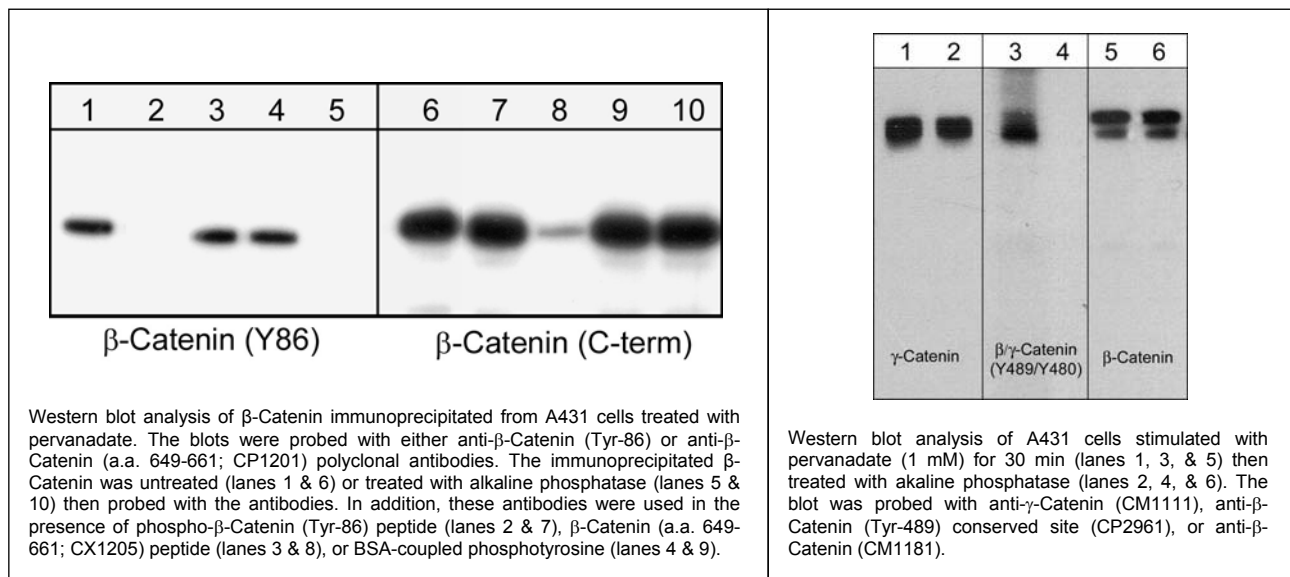 1 2 3 4 5 6 7 8 9 10
β-Catenin (Y86) β-Catenin (C-term)
Western blot analysis of β-Catenin immunoprecipitated from A431 cells treated with
pervanadate. The blots were probed with either anti-β-Catenin (Tyr-86) or anti-β-
Catenin (a.a. 649-661; CP1201) polyclonal antibodies. The immunoprecipitated β-
Catenin was untreated (lanes 1 & 6) or treated with alkaline phosphatase (lanes 5 &
10) then probed with the antibodies. In addition, these antibodies were used in the
presence of phospho-β-Catenin (Tyr-86) peptide (lanes 2 & 7), β-Catenin (a.a. 649-
661; CX1205) peptide (lanes 3 & 8), or BSA-coupled phosphotyrosine (lanes 4 & 9).
1 2 3 4 5 6
γ-Catenin β/γ-Catenin β-Catenin
(Y489/Y480)
Western blot analysis of A431 cells stimulated with
pervanadate (1 mM) for 30 min (lanes 1, 3, & 5) then
treated with akaline phosphatase (lanes 2, 4, & 6). The
blot was probed with anti-γ-Catenin (CM1111), anti-β-
Catenin (Tyr-489) conserved site (CP2961), or anti-β-
Catenin (CM1181).